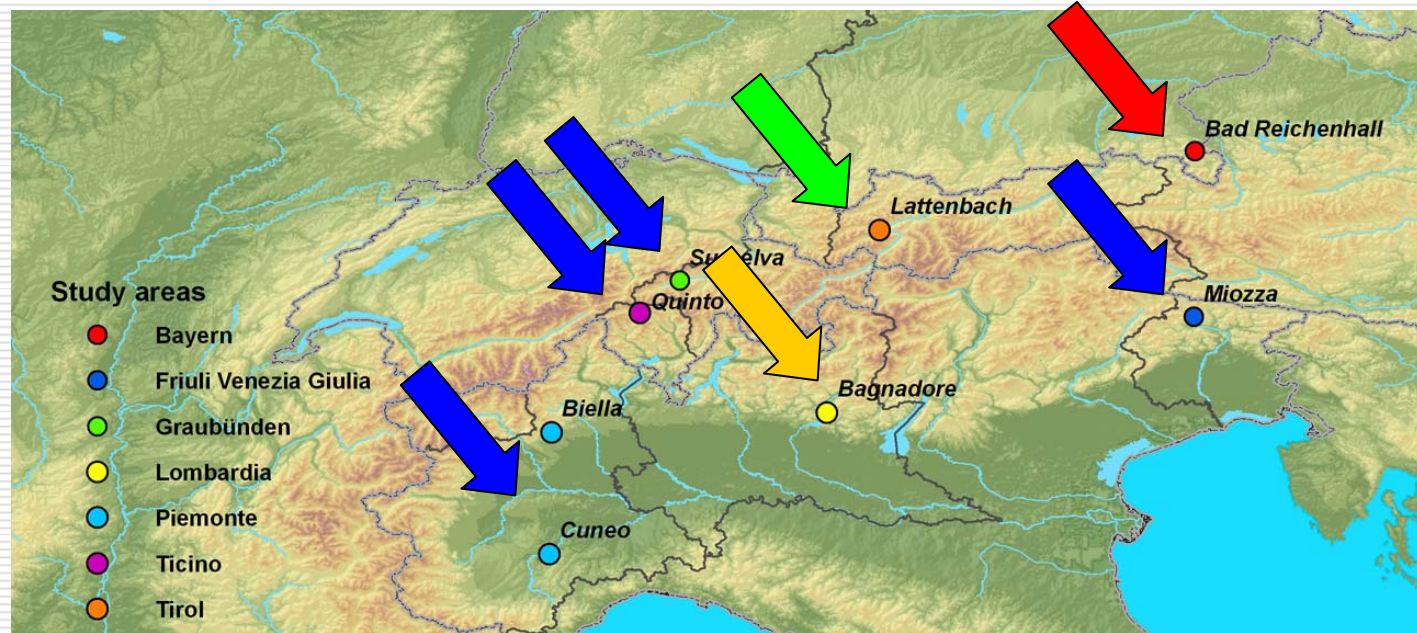 Bad Reichenhall
Lattenbach
Quinto
Miozza
Bagnadore
Biella
Cuneo
Study areas
Bayern
Friuli Venezia Giulia
Graubünden
Lombardia
Piemonte
Ticino
Tirol